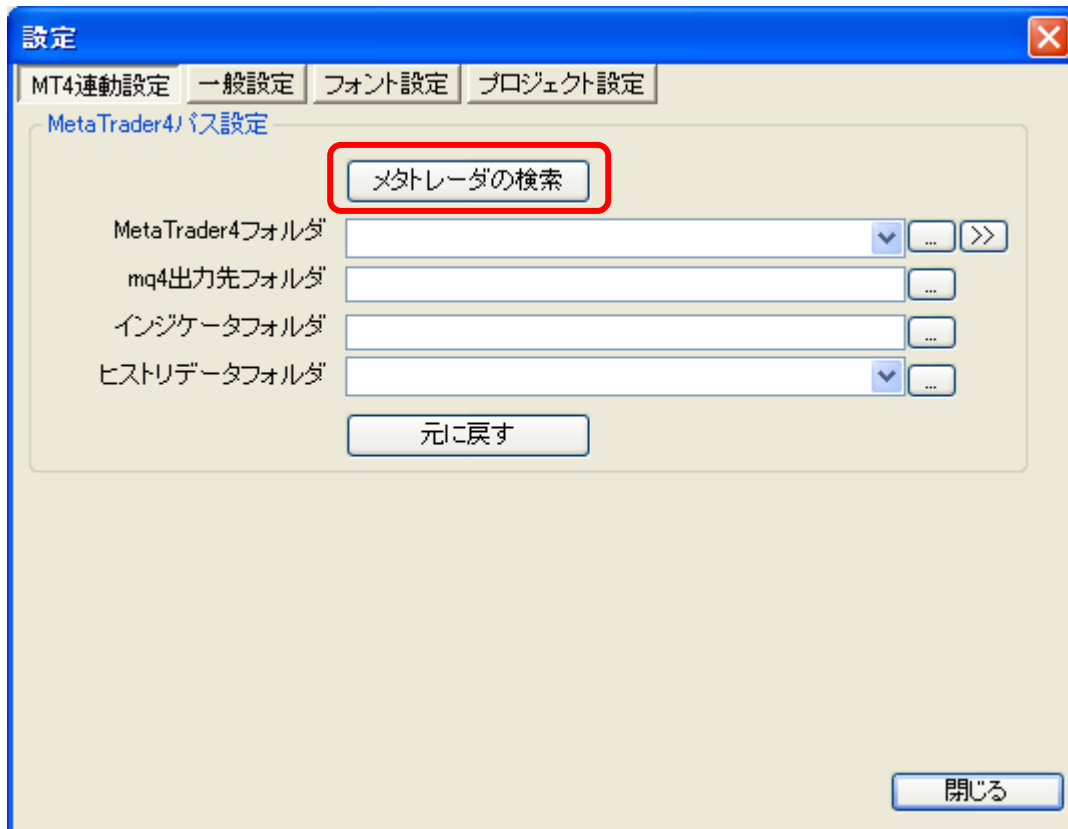 設定
MT4連動設定 一般設定 フォント設定 プロジェクト設定
MetaTrader4パス設定
メタトレーダの検索
MetaTrader4フォルダ ... >>
mq4出力先フォルダ ...
インジケータフォルダ ...
ヒストリデータフォルダ ...
元に戻す
閉じる